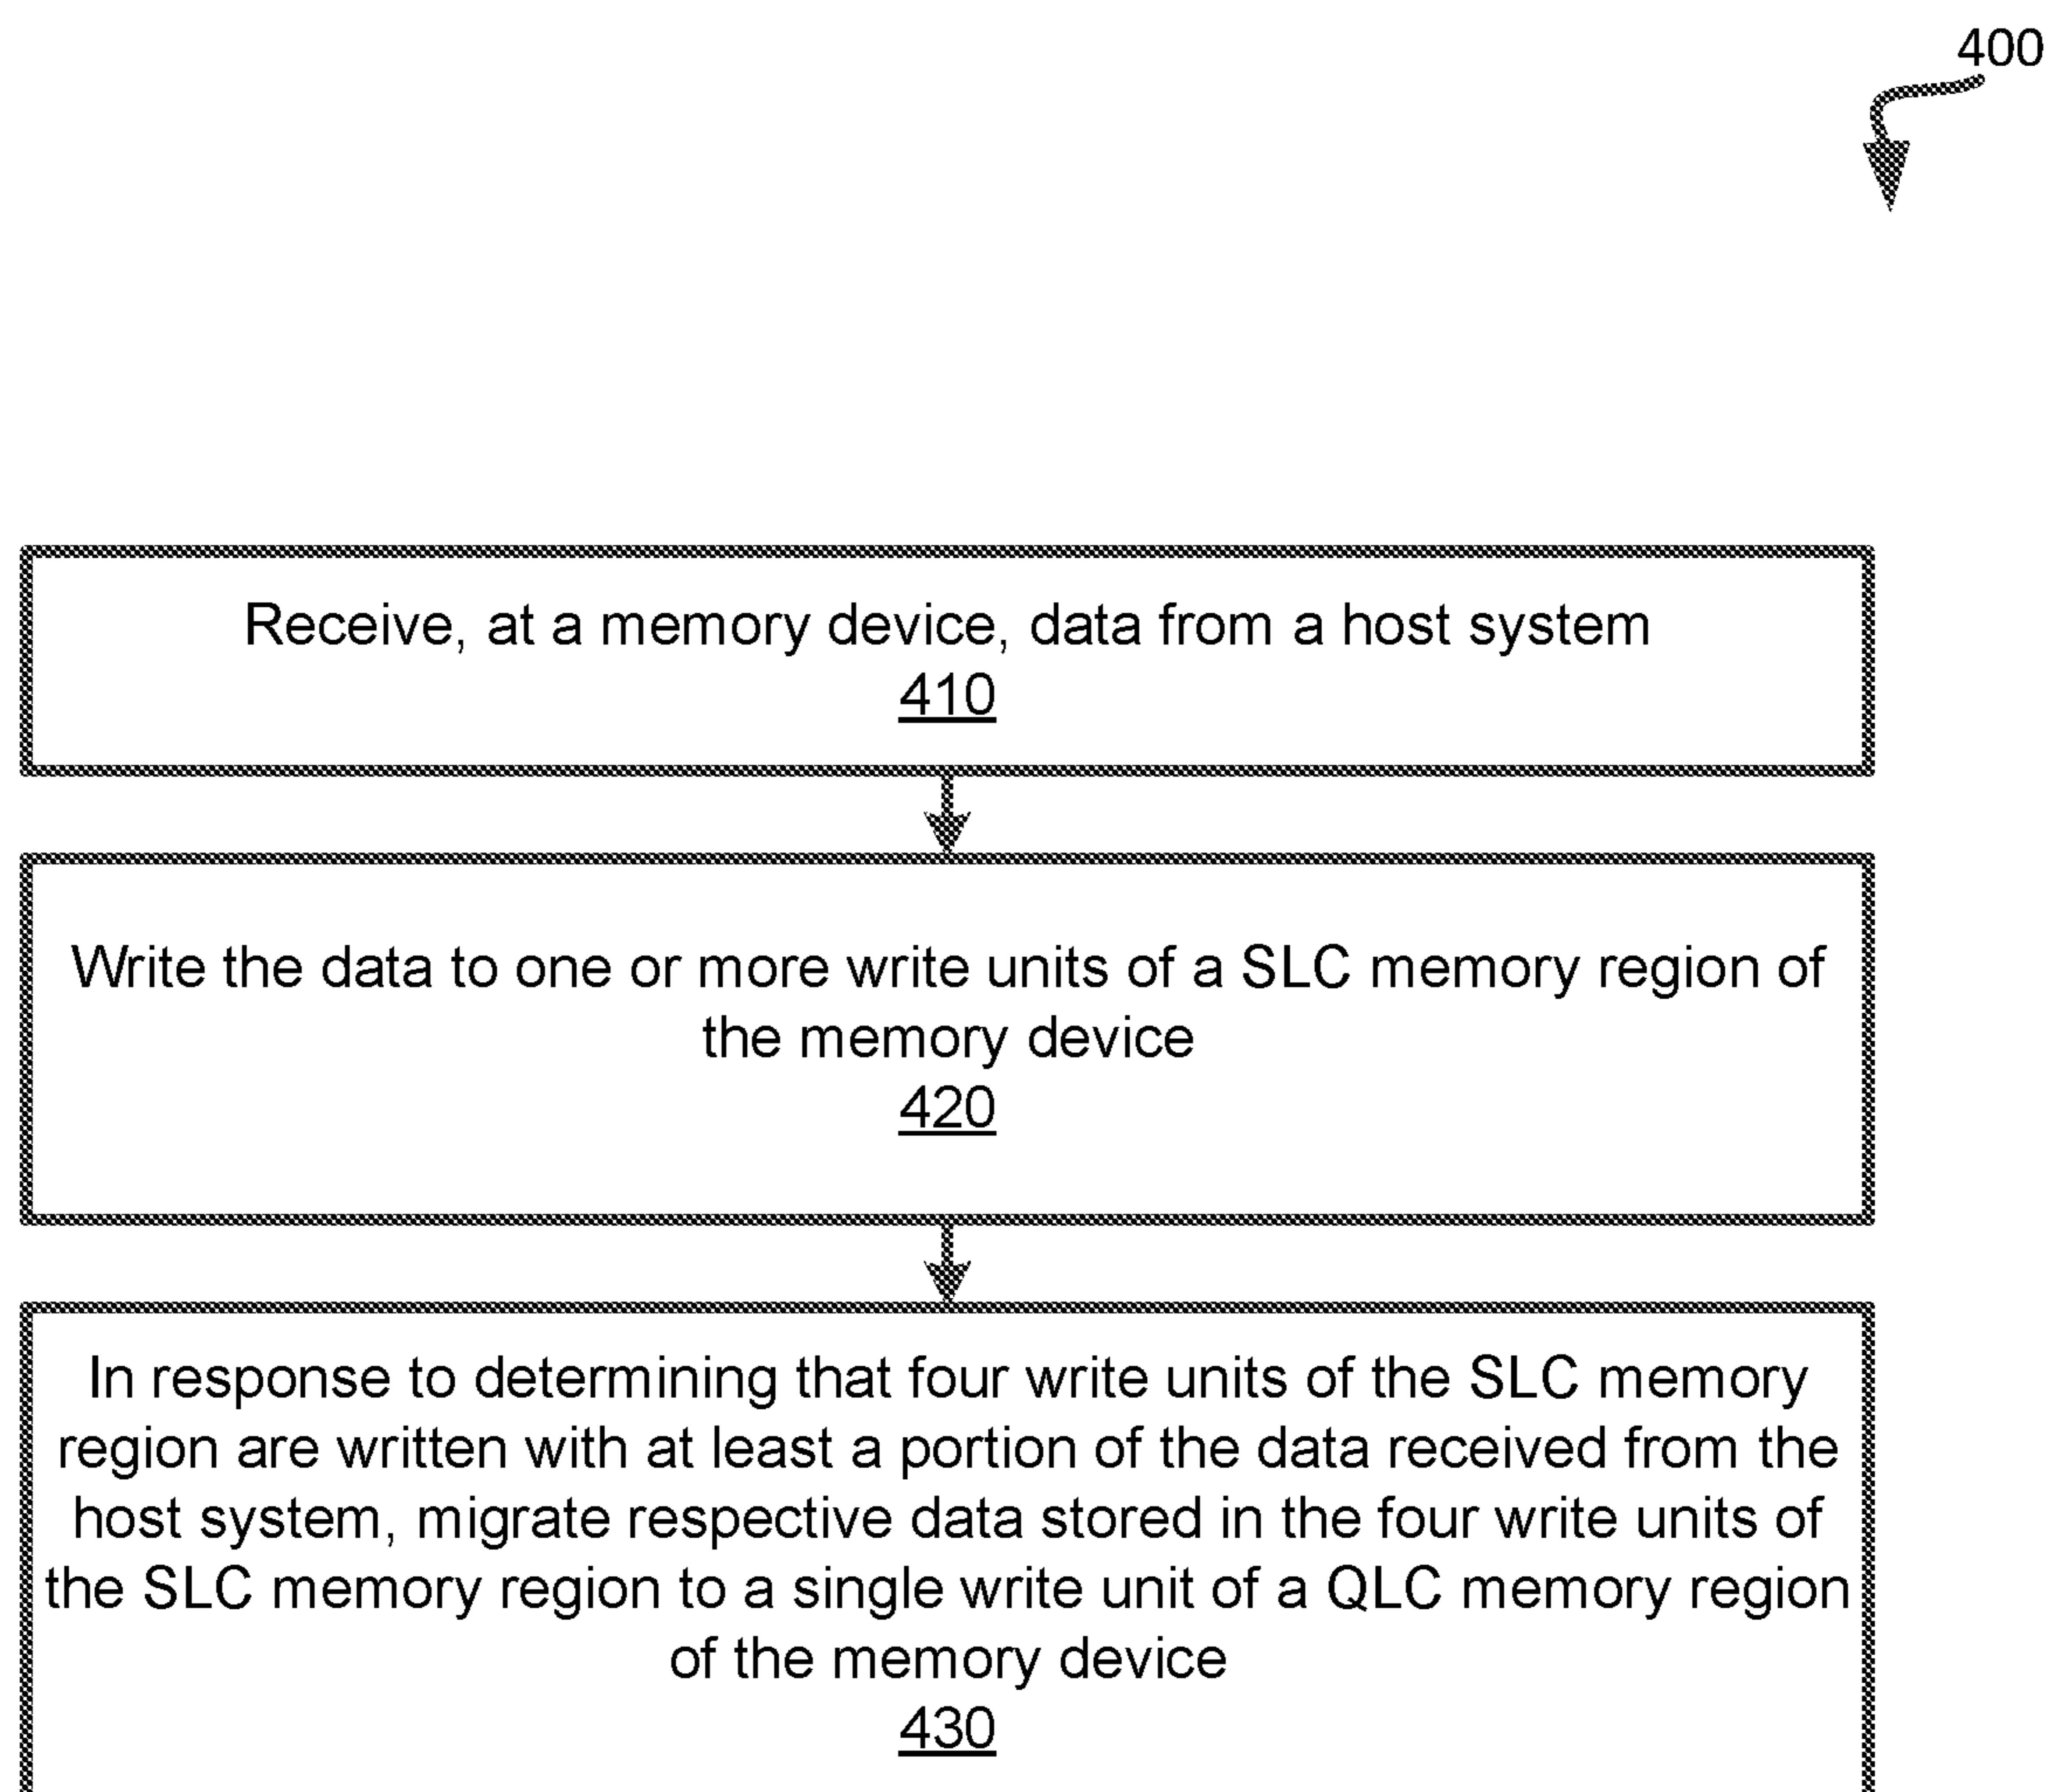 400
Receive, at a memory device, data from a host system
410
Write the data to one or more write units of a SLC memory region of
the memory device
420
In response to determining that four write units of the SLC memory
region are written with at least a portion of the data received from the
host system, migrate respective data stored in the four write units of
the SLC memory region to a single write unit of a QLC memory region
of the memory device
430